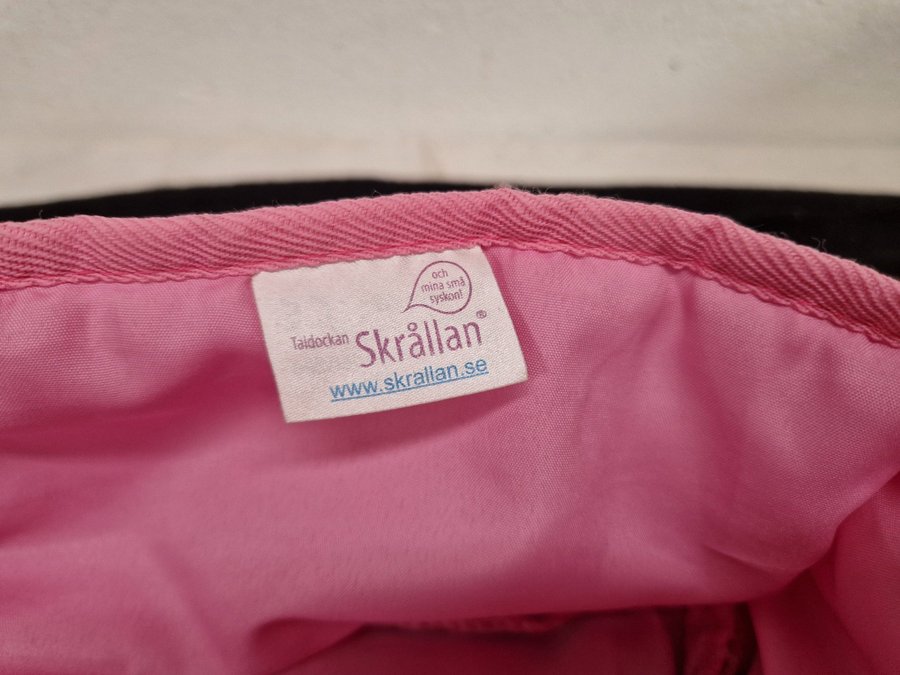 och
mina små
syskon!
Taldockan Skrållan®
www.skrallan.se